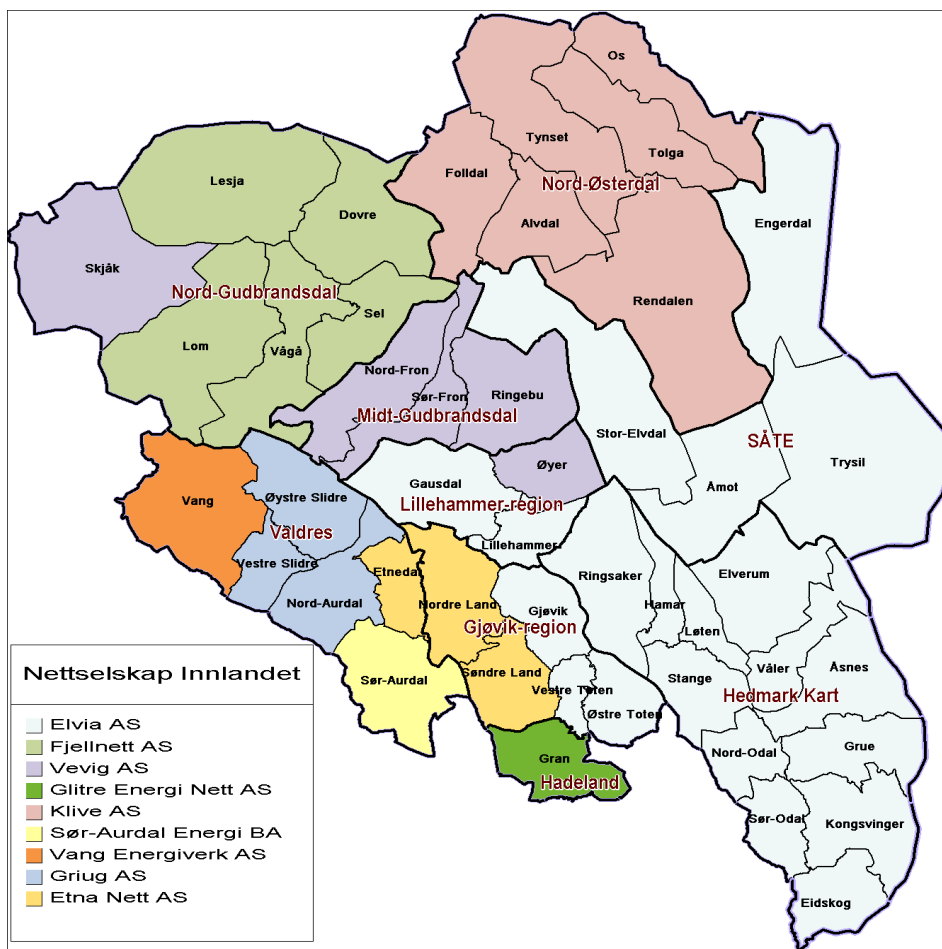 Os
Tynset
Tolga
Folldal
Nord-Østerdal
Lesja
Dovre
Alvdal
Engerdal
Skjåk
Nord-Gudbrandsdal
Rendalen
Sel
Lom
Vågå
Nord-Fron
Sør-Fron
Ringebu
Midt-Gudbrandsdal
Stor-Elvdal
SÅTE
Trysil
Øyer
Åmot
Gausdal
Lillehammer-region
Vang
Øystre Slidre
Valdres
Lillehammer
Vestre Slidre
Etnedal
Ringsaker
Elverum
Nord-Aurdal
Nordre Land
Gjøvik
Hamar
Gjøvik-region
Løten
Søndre Land
Våler
Åsnes
Sør-Aurdal
Stange
Vestre Toten
Hedmark Kart
Østre Toten
Nord-Odal
Grue
Gran
Hadeland
Sør-Odal
Kongsvinger
Eidskog
Nettselskap Innlandet
Elvia AS
Fjellnett AS
Vevig AS
Glitre Energi Nett AS
Klive AS
Sør-Aurdal Energi BA
Vang Energiverk AS
Griug AS
Etna Nett AS